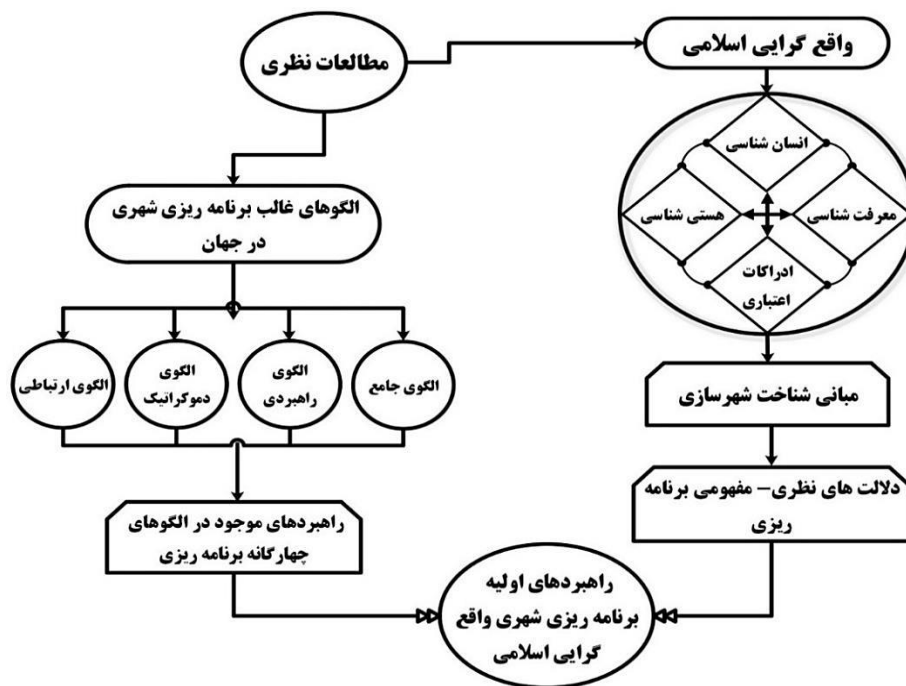 مطالعات نظری
واقع گرایی اسلامی
انسان شناسی
معرفت شناسی
هستی شناسی
ادراکات
اعتباری
مبانی شناخت شهرسازی
دلالت های نظری– مفهومی برنامه
ریزی
الگوهای غالب برنامه ریزی شهری
در جهان
الگوی جامع
الگوی
راهبردی
الگوی
دموکراتیک
الگوی ارتباطی
راهبردهای موجود در الگوهای
چهارگانه برنامه ریزی
راهبردهای اولیه
برنامه ریزی شهری واقع
گرایی اسلامی